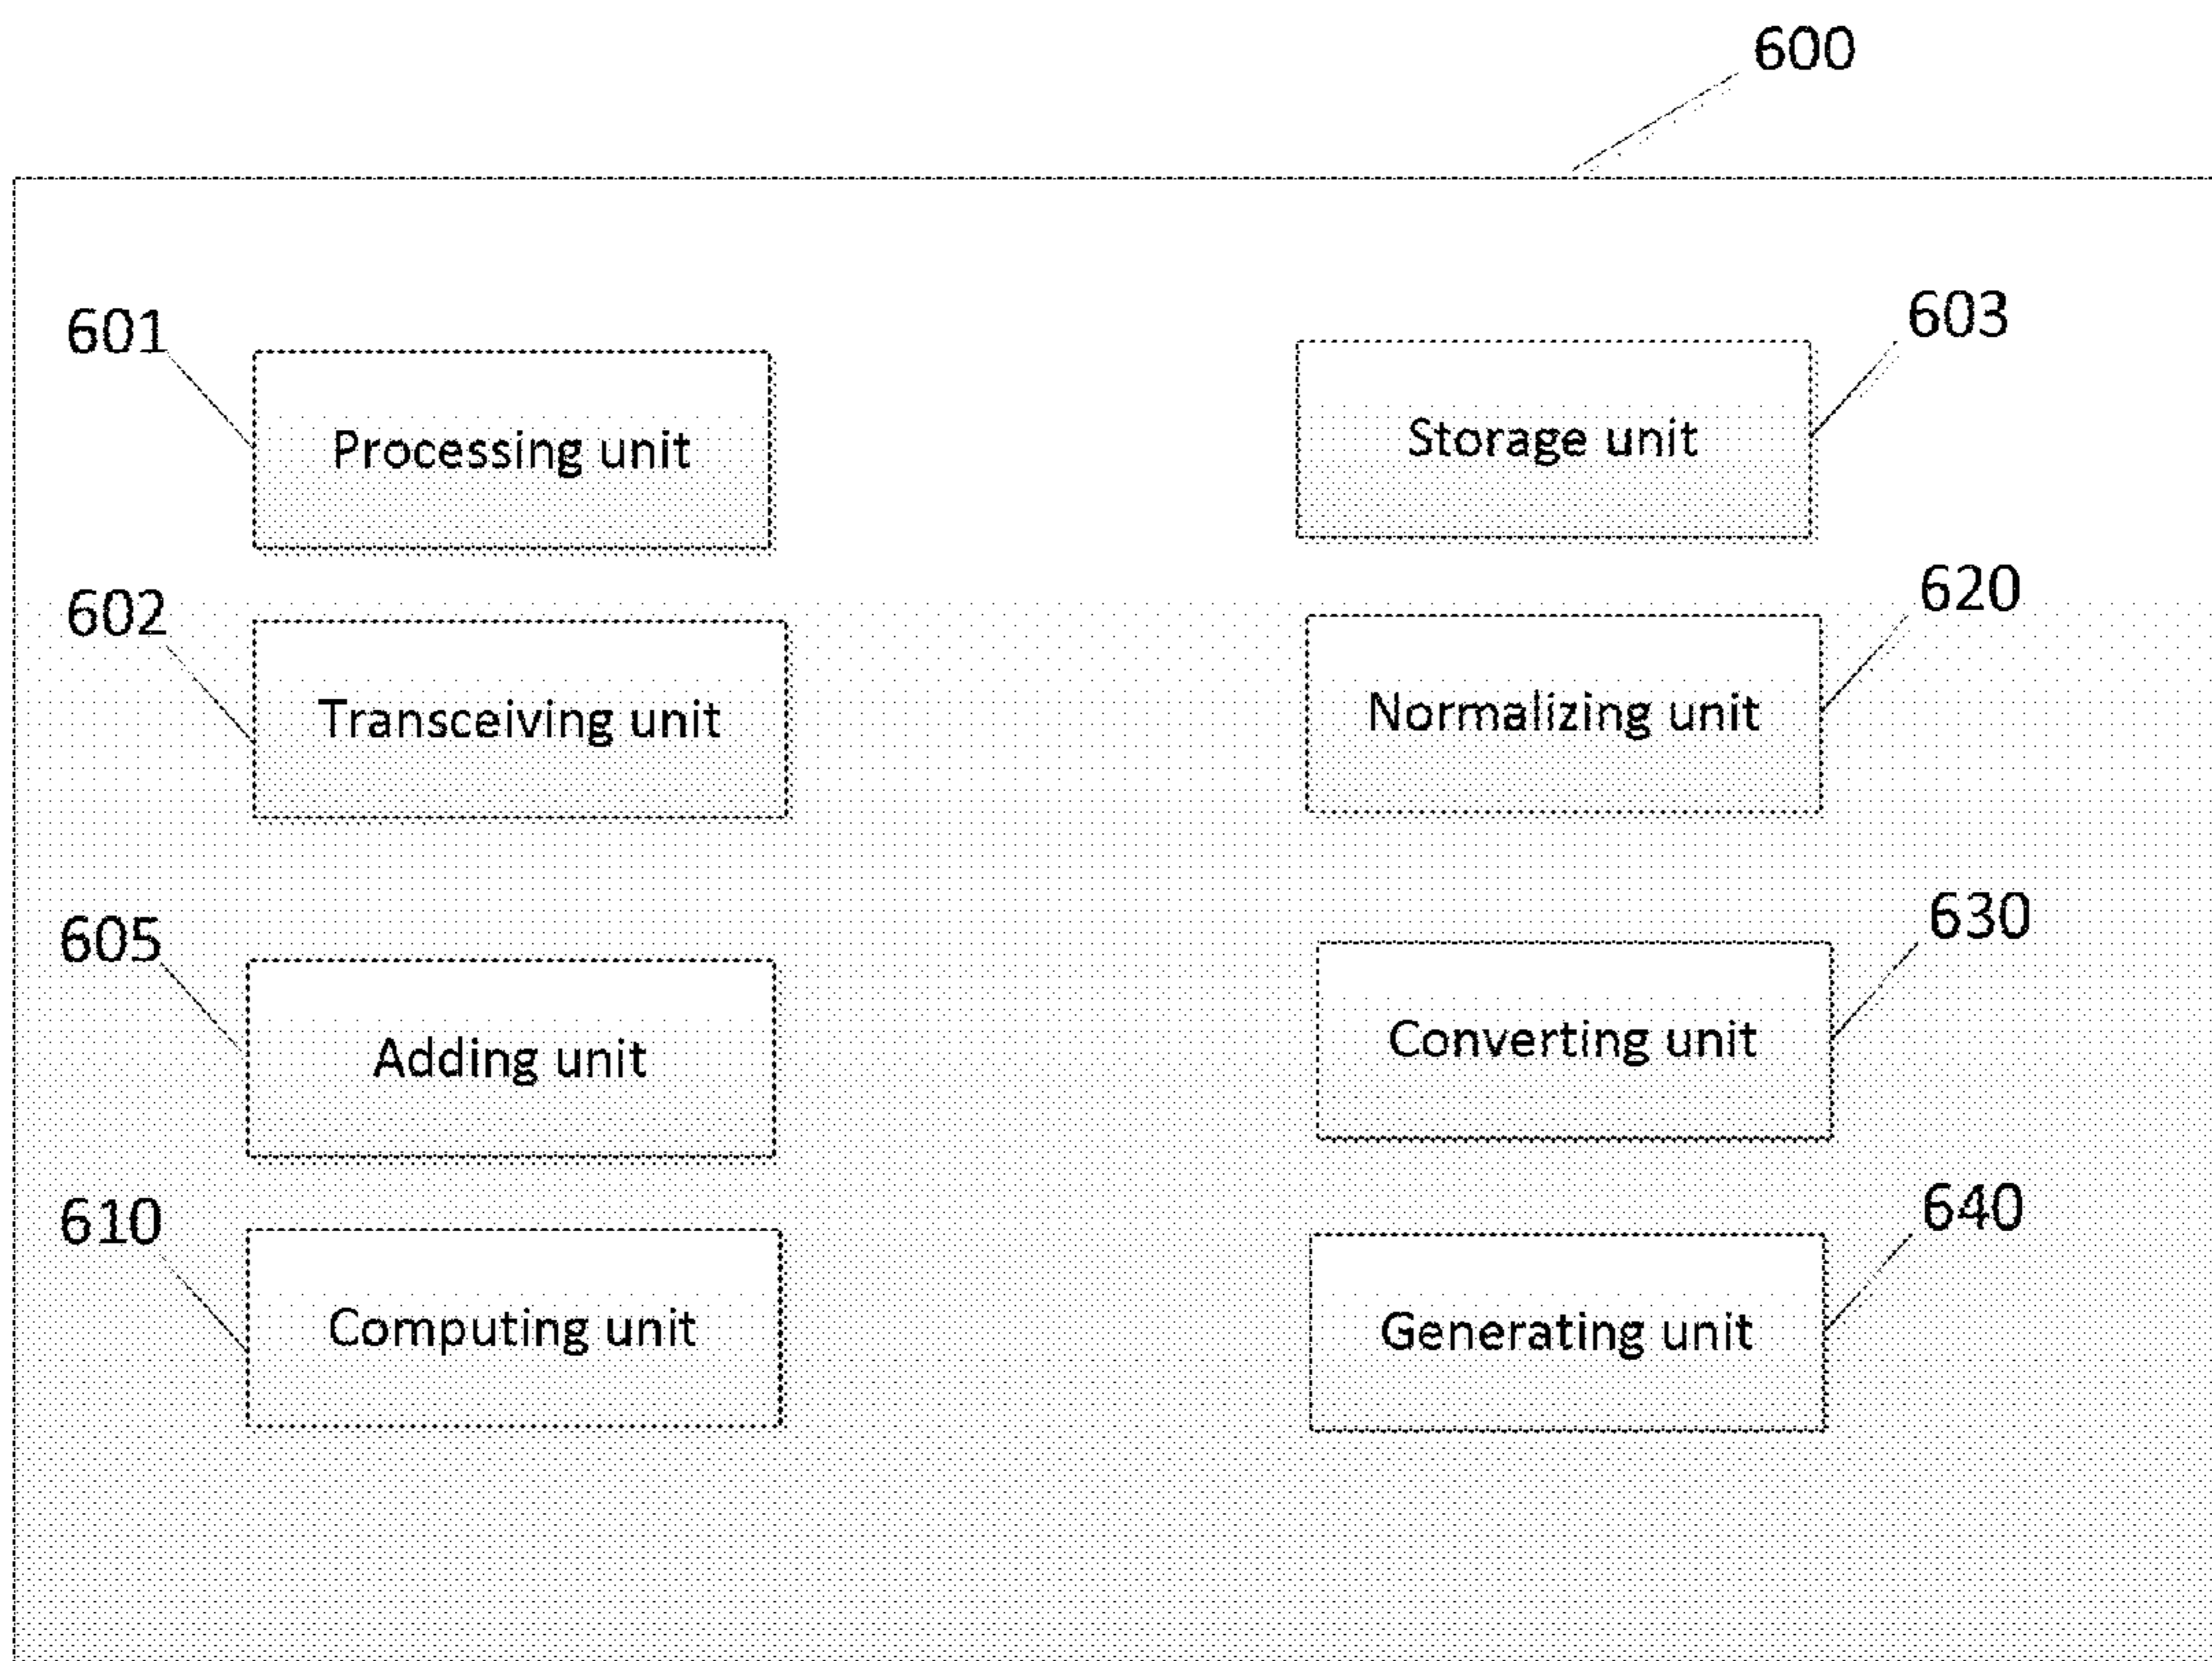 600
601
Processing unit
603
Storage unit
602
Transceiving unit
620
Normalizing unit
605
Adding unit
630
Converting unit
610
Computing unit
640
Generating unit